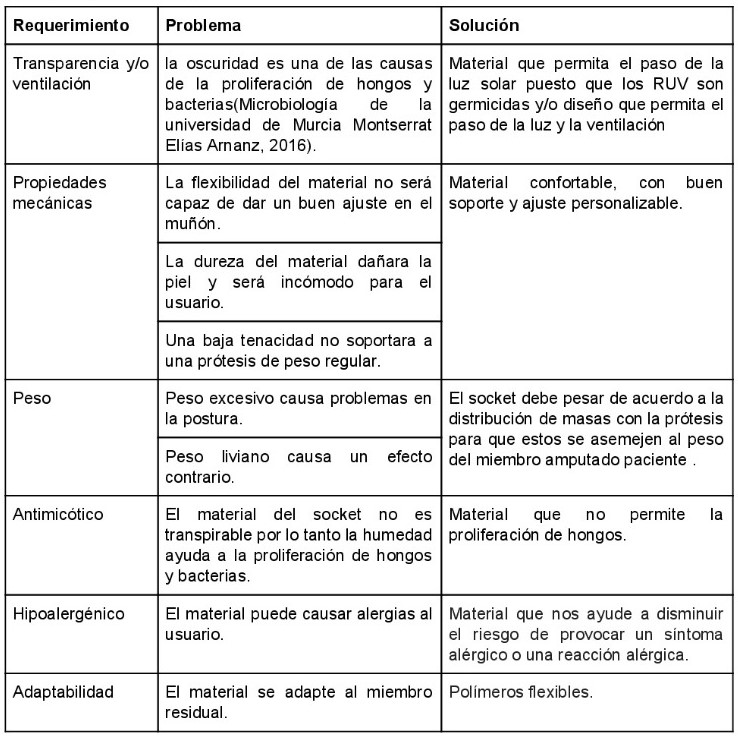 Requerimiento
Problema
Solución
Transparencia y/o
ventilación
la oscuridad es una de las causas
de la proliferación de hongos y
bacterias(Microbiología de la
universidad de Murcia Montserrat
Elías Arnanz, 2016).
Material que permita el paso de la
luz solar puesto que los RUV son
germicidas y/o diseño que permita el
paso de la luz y la ventilación
Propiedades
mecánicas
La flexibilidad del material no será
capaz de dar un buen ajuste en el
muñón.
La dureza del material dañara la
piel y será incómodo para el
usuario.
Una baja tenacidad no soportara a
una prótesis de peso regular.
Material confortable, con buen
soporte y ajuste personalizable.
Peso
Peso excesivo causa problemas en
la postura.
Peso liviano causa un efecto
contrario.
El socket debe pesar de acuerdo a la
distribución de masas con la prótesis
para que estos se asemejen al peso
del miembro amputado paciente .
Antimicótico
El material del socket no es
transpirable por lo tanto la humedad
ayuda a la proliferación de hongos
y bacterias.
Material que no permite la
proliferación de hongos.
Hipoalergénico
El material puede causar alergias al
usuario.
Material que nos ayude a disminuir
el riesgo de provocar un síntoma
alérgico o una reacción alérgica.
Adaptabilidad
El material se adapte al miembro
residual.
Polímeros flexibles.